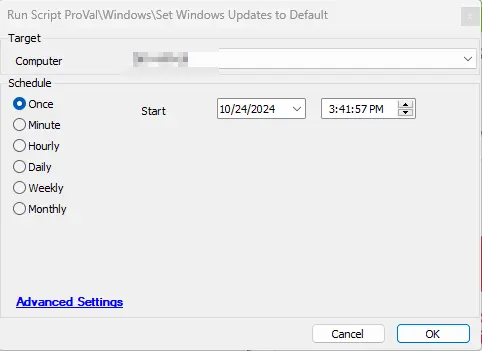 Run Script ProVal\Windows\Set Windows Updates to Default
Target
Computer
Schedule
Once
Start
10/24/2024
3:41:57 PM
Minute
Hourly
Daily
Weekly
Monthly
Advanced Settings
Cancel
OK